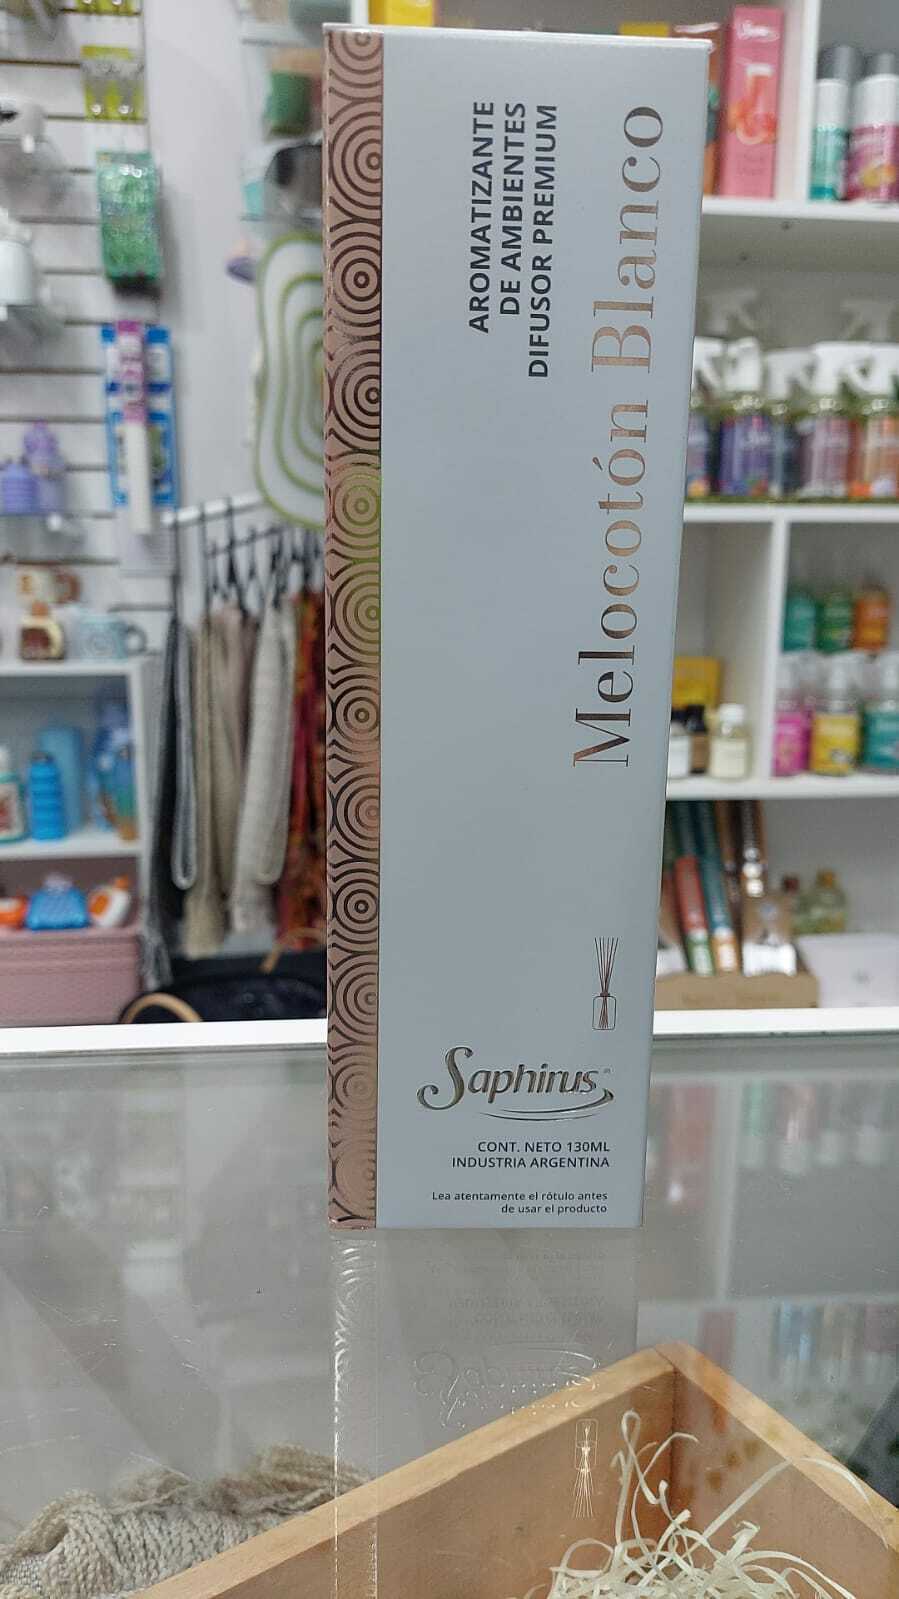 AROMATIZANTE
DE AMBIENTES
DIFUSOR PREMIUM
Melocotón Blanco
Saphirus
CONT. NETO 130ML
INDUSTRIA ARGENTINA
Lea atentamente el rótulo antes
de usar el producto